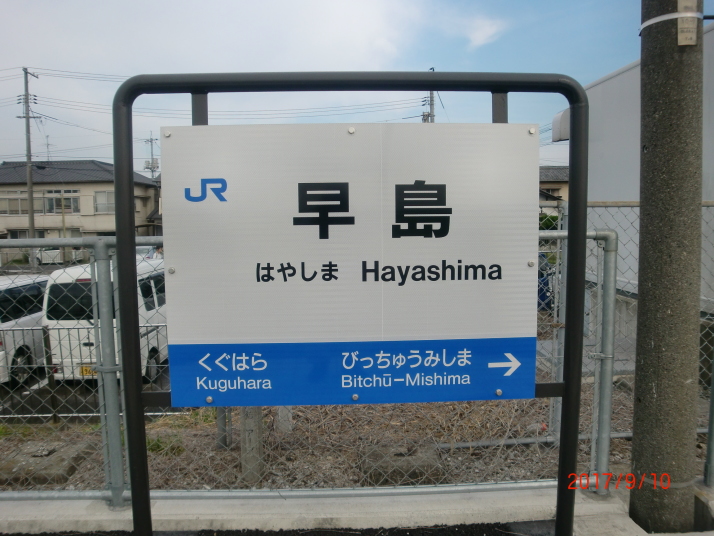 JR
早島
はやしま Hayashima
くぐはら びっちゅうみしま →
Kuguhara Bitchū-Mishima
2017/9/10